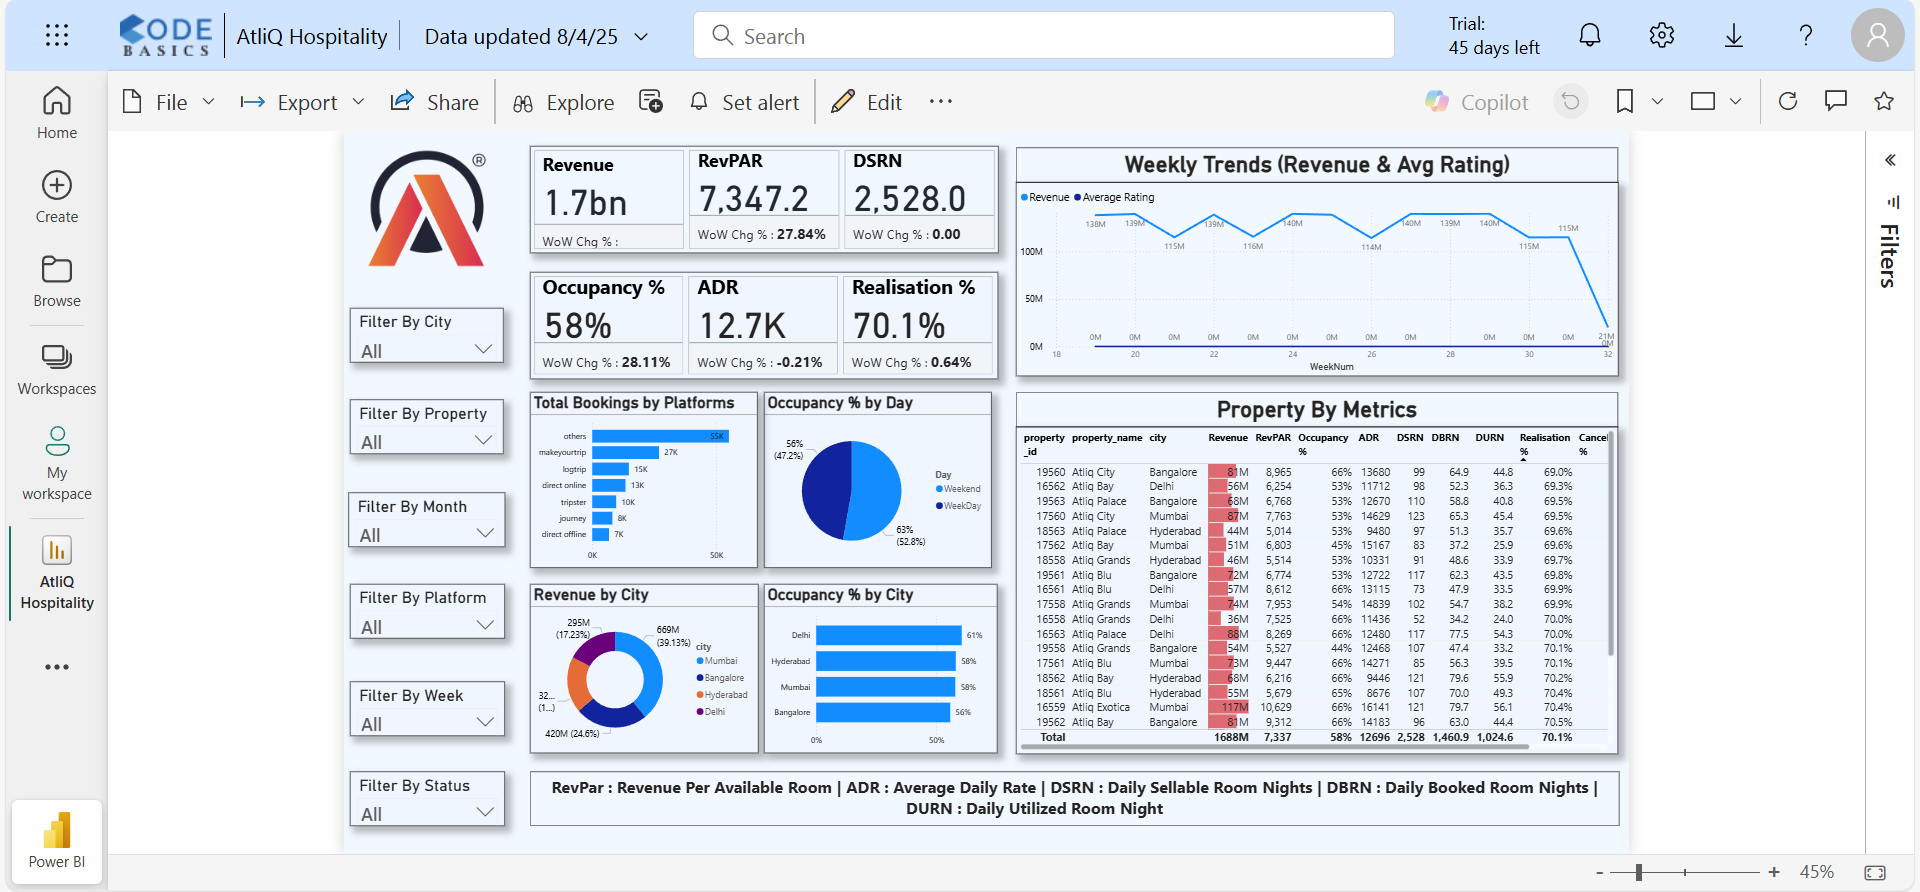 CODE BASICS
AtliQ Hospitality
Data updated 8/4/25
Search
Trial:
45 days left
File
Export
Share
Explore
Set alert
Edit
Copilot
Home
Create
Browse
Workspaces
My workspace
AtliQ Hospitality
Power BI
®
Filter By City
All
Filter By Property
All
Filter By Month
All
Filter By Platform
All
Filter By Week
All
Filter By Status
All
Revenue
1.7bn
WoW Chg % :
RevPAR
7,347.2
WoW Chg % : 27.84%
DSRN
2,528.0
WoW Chg % : 0.00
Occupancy %
58%
WoW Chg % : 28.11%
ADR
12.7K
WoW Chg % : -0.21%
Realisation %
70.1%
WoW Chg % : 0.64%
Total Bookings by Platforms
others 55K
makeyourtrip 27K
logtrip 15K
direct online 13K
tripster 10K
journey 8K
direct offline 7K
0K 50K
Occupancy % by Day
56%
(47.2%)
63%
(52.8%)
Day
Weekend
WeekDay
Revenue by City
295M
(17.23%)
669M
(39.13%)
32...
(1...)
420M (24.6%)
city
Mumbai
Bangalore
Hyderabad
Delhi
Occupancy % by City
Delhi 61%
Hyderabad 58%
Mumbai 58%
Bangalore 56%
0% 50%
Weekly Trends (Revenue & Avg Rating)
Revenue Average Rating
138M 139M 115M 139M 116M 140M 114M 140M 139M 140M 115M 115M 21M
100M
50M
0M
0M 0M 0M 0M 0M 0M 0M 0M 0M 0M 0M 0M
18 20 22 24 26 28 30 32
WeekNum
Property By Metrics
property_id property_name city Revenue RevPAR Occupancy % ADR DSRN DBRN DURN Realisation % Cancel %
19560 Atliq City Bangalore 81M 8,965 66% 13680 99 64.9 44.8 69.0%
16562 Atliq Bay Delhi 56M 6,254 53% 11712 98 52.3 36.3 69.3%
19563 Atliq Palace Bangalore 68M 6,768 53% 12670 110 58.8 40.8 69.5%
17560 Atliq City Mumbai 87M 7,763 53% 14629 123 65.3 45.4 69.5%
18563 Atliq Palace Hyderabad 44M 5,014 53% 9480 97 51.3 35.7 69.6%
17562 Atliq Bay Mumbai 51M 6,803 45% 15167 83 37.2 25.9 69.6%
18558 Atliq Grands Hyderabad 46M 5,514 53% 10331 91 48.6 33.9 69.7%
19561 Atliq Blu Bangalore 72M 6,774 53% 12722 117 62.3 43.5 69.8%
16561 Atliq Blu Delhi 57M 8,612 66% 13115 73 47.9 33.5 69.9%
17558 Atliq Grands Mumbai 74M 7,953 54% 14839 102 54.7 38.2 69.9%
16558 Atliq Grands Delhi 36M 7,525 66% 11436 52 34.2 24.0 70.0%
16563 Atliq Palace Delhi 88M 8,269 66% 12480 117 77.5 54.3 70.0%
19558 Atliq Grands Bangalore 54M 5,527 44% 12468 107 47.4 33.2 70.1%
17561 Atliq Blu Mumbai 73M 9,447 66% 14271 85 56.3 39.5 70.1%
18562 Atliq Bay Hyderabad 68M 6,216 66% 9446 121 79.6 55.9 70.2%
18561 Atliq Blu Hyderabad 55M 5,679 65% 8676 107 70.0 49.3 70.4%
16559 Atliq Exotica Mumbai 117M 10,629 66% 16141 121 79.7 56.1 70.4%
19562 Atliq Bay Bangalore 81M 9,312 66% 14183 96 63.0 44.4 70.5%
Total 1688M 7,337 58% 12696 2,528 1,460.9 1,024.6 70.1%
RevPar : Revenue Per Available Room | ADR : Average Daily Rate | DSRN : Daily Sellable Room Nights | DBRN : Daily Booked Room Nights |
DURN : Daily Utilized Room Night
Filters
45%